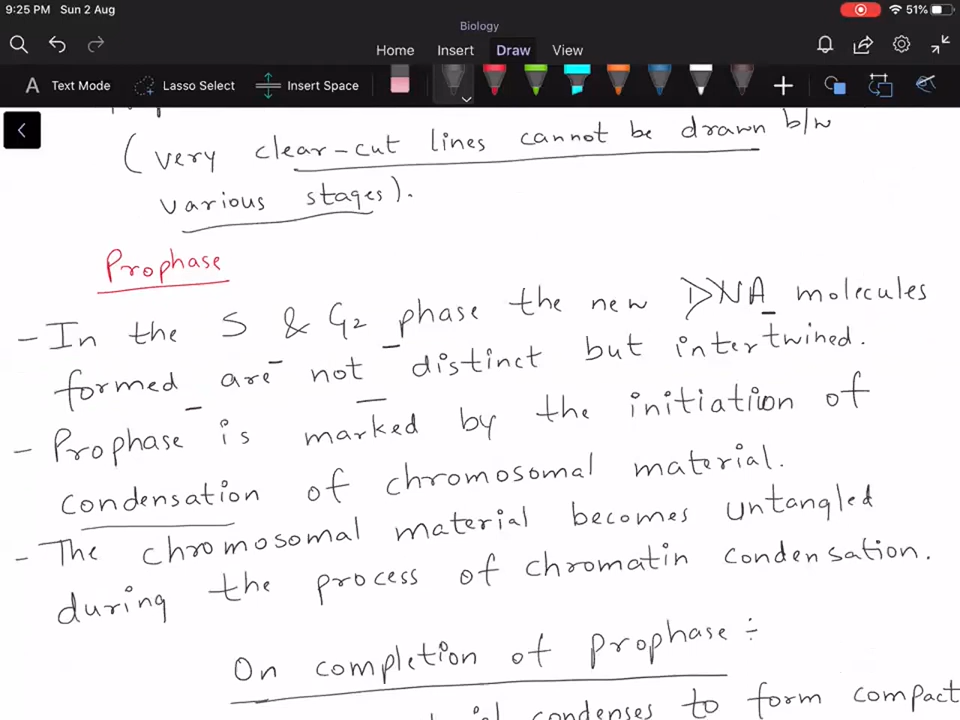 9:25 PM Sun 2 Aug 51%
Biology
Home Insert Draw View
A Text Mode Lasso Select Insert Space
(very clear-cut lines cannot be drawn b/w
various stages).
Prophase
- In the S & G2 phase the new DNA molecules
formed are not distinct but intertwined.
- Prophase is marked by the initiation of
condensation of chromosomal material.
- The chromosomal material becomes untangled
during the process of chromatin condensation.
On completion of prophase ÷
condenses to form compact